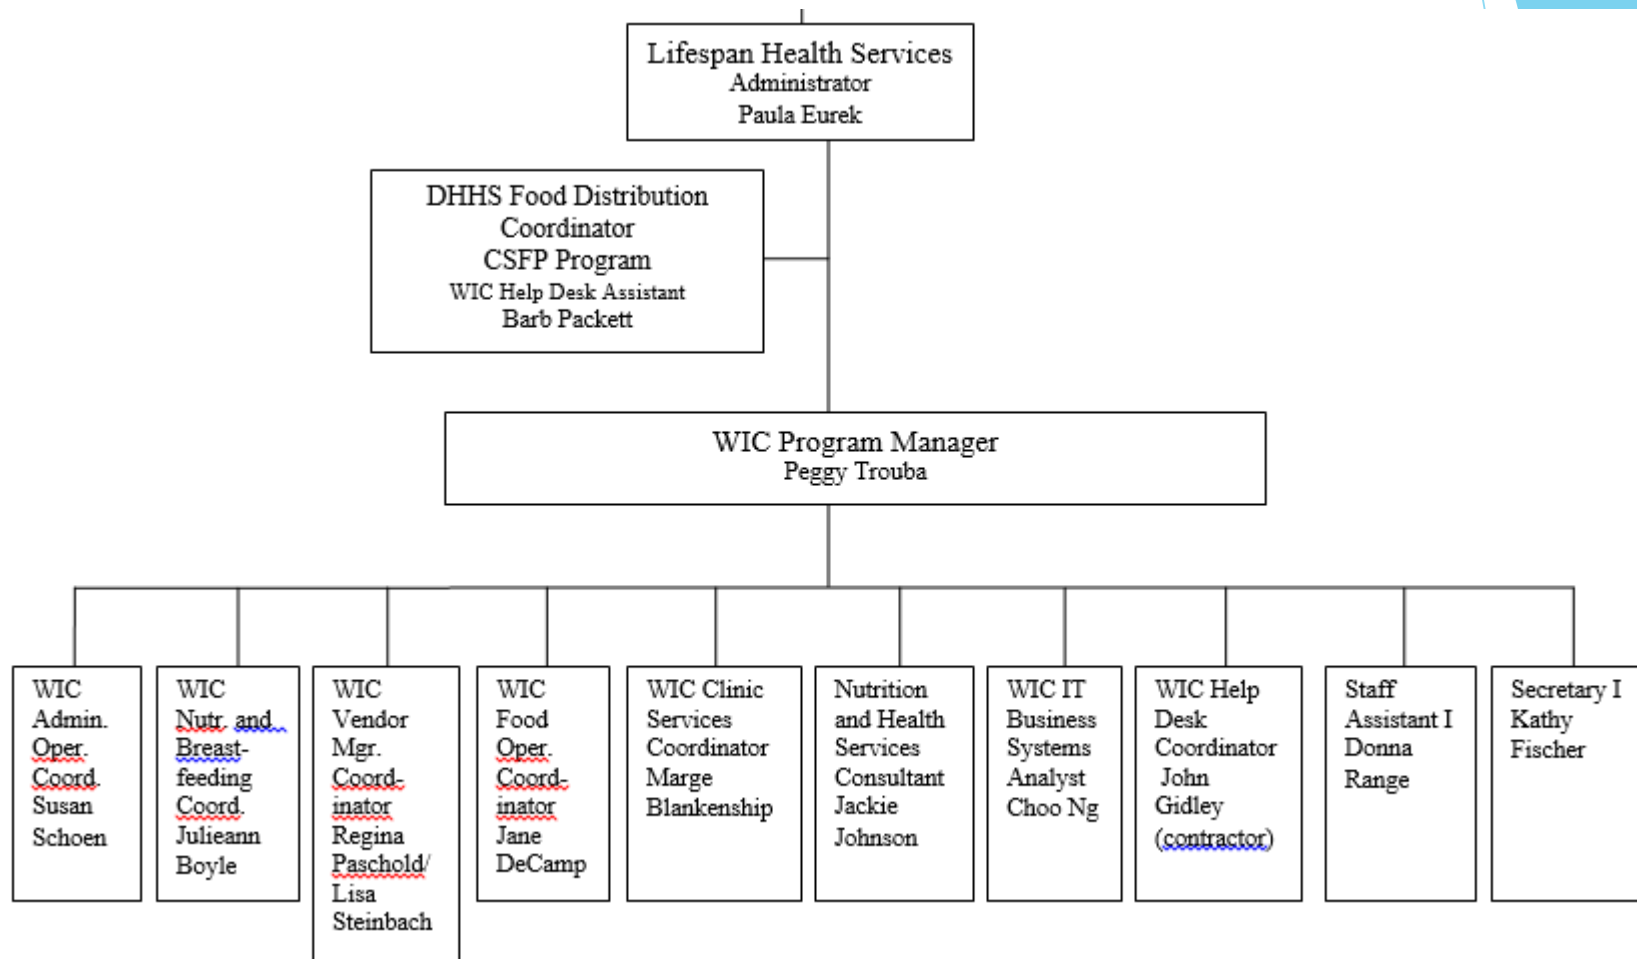 Lifespan Health Services
Administrator
Paula Eurek
DHHS Food Distribution
Coordinator
CSFP Program
WIC Help Desk Assistant
Barb Packett
WIC Program Manager
Peggy Trouba
WIC
Admin.
Oper.
Coord.
Susan
Schoen
WIC
Nutr. and
Breast-
feeding
Coord.
Julieann
Boyle
WIC
Vendor
Mgr.
Coord-
inator
Regina
Paschold/
Lisa
Steinbach
WIC
Food
Oper.
Coord-
inator
Jane
DeCamp
WIC Clinic
Services
Coordinator
Marge
Blankenship
Nutrition
and Health
Services
Consultant
Jackie
Johnson
WIC IT
Business
Systems
Analyst
Choo Ng
WIC Help
Desk
Coordinator
John
Gidley
(contractor)
Staff
Assistant I
Donna
Range
Secretary I
Kathy
Fischer